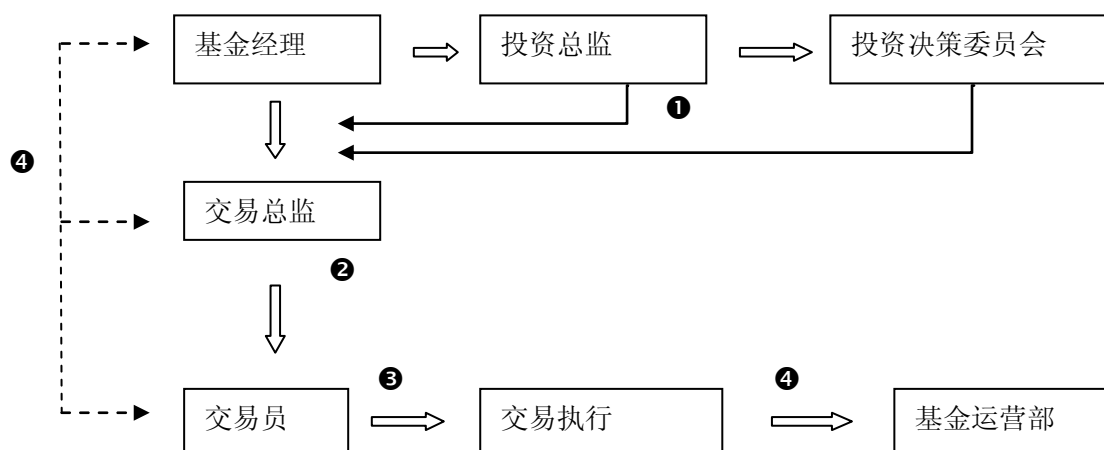 基金经理
投资总监
投资决策委员会
❶
❹
交易总监
❷
❸
❹
交易员
交易执行
基金运营部